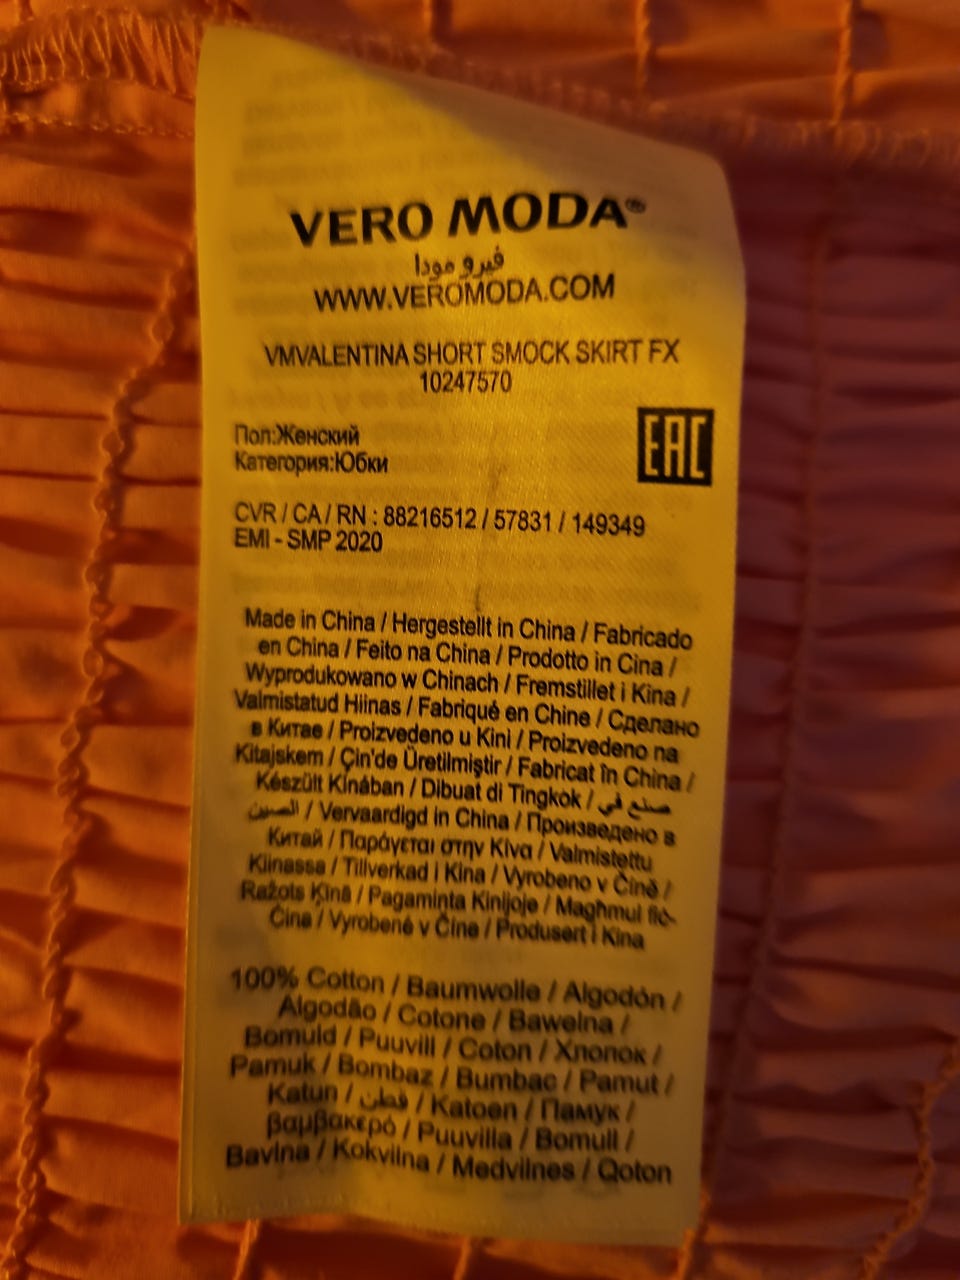 VERO MODA®
فيرو مودا
WWW.VEROMODA.COM
VMVALENTINA SHORT SMOCK SKIRT FX
10247570
Пол:Женский
Категория:Юбки
EAC
CVR / CA / RN : 88216512 / 57831 / 149349
EMI - SMP 2020
Made in China / Hergestellt in China / Fabricado
en China / Feito na China / Prodotto in Cina /
Wyprodukowano w Chinach / Fremstillet i Kina /
Valmistatud Hiinas / Fabriqué en Chine / Сделано
в Китае / Proizvedeno u Kini / Proizvedeno na
Kitajskem / Çin'de Üretilmiştir / Fabricat în China /
Készült Kínában / Dibuat di Tingkok / صنع في
الصين / Vervaardigd in China / Произведено в
Китай / Παράγεται στην Κίνα / Valmistettu
Kiinassa / Tillverkad i Kina / Vyrobeno v Číně /
Ražots Ķīnā / Pagaminta Kinijoje / Magħmul fiċ-
Ċina / Vyrobené v Číne / Produsert i Kina
100% Cotton / Baumwolle / Algodón /
Algodão / Cotone / Bawełna /
Bomuld / Puuvill / Coton / Хлопок /
Pamuk / Bombaž / Bumbac / Pamut /
Katun / قطن / Katoen / Памук /
βαμβακερό / Puuvilla / Bomull /
Bavlna / Kokvilna / Medvilnės / Qoton